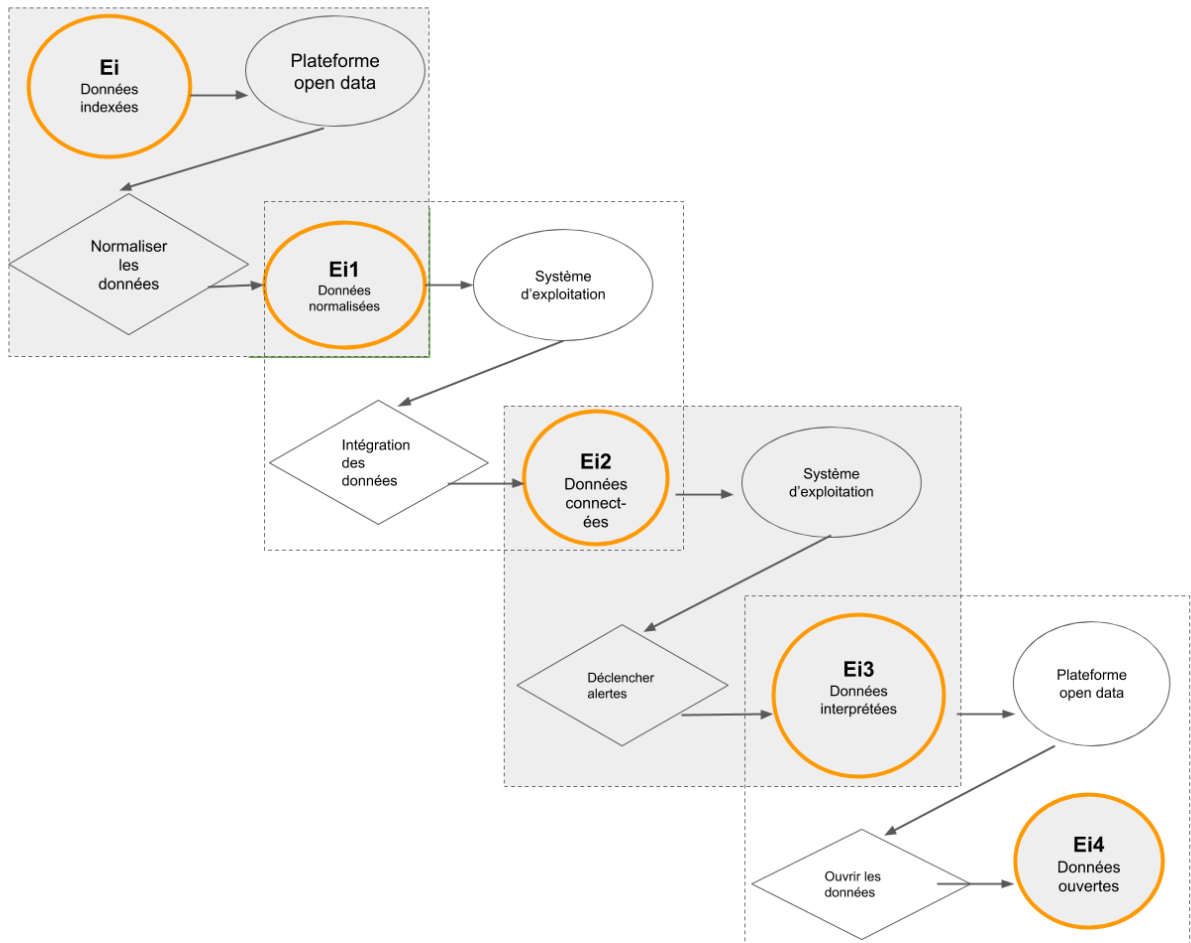 Ei
Données
indexées
Plateforme
open data
Normaliser
les
données
Ei1
Données
normalisées
Système
d'exploitation
Intégration
des
données
Ei2
Données
connect-
ées
Système
d'exploitation
Déclencher
alertes
Ei3
Données
interprétées
Plateforme
open data
Ouvrir les
données
Ei4
Données
ouvertes